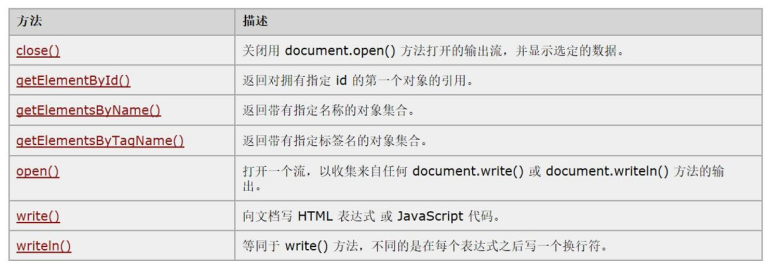 方法 描述
close() 关闭用 document.open() 方法打开的输出流，并显示选定的数据。
getElementById() 返回对拥有指定 id 的第一个对象的引用。
getElementsByName() 返回带有指定名称的对象集合。
getElementsByTagName() 返回带有指定标签名的对象集合。
open() 打开一个流，以收集来自任何 document.write() 或 document.writeln() 方法的输
出。
write() 向文档写 HTML 表达式 或 JavaScript 代码。
writeln() 等同于 write() 方法，不同的是在每个表达式之后写一个换行符。